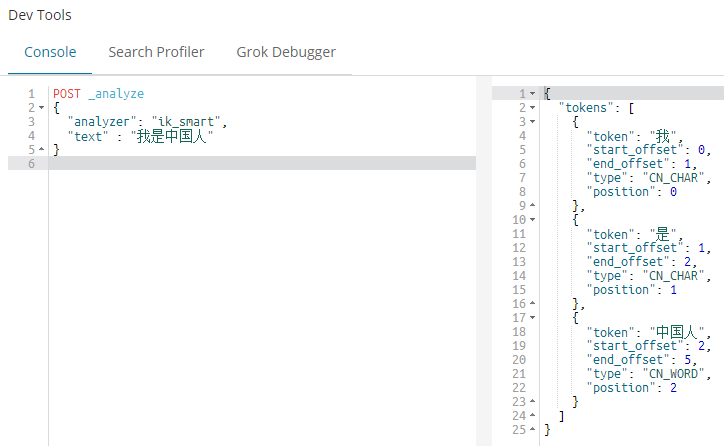 Dev Tools
Console Search Profiler Grok Debugger
1 POST _analyze
2 {
3 "analyzer": "ik_smart",
4 "text" : "我是中国人"
5 }
6
1 {
2 "tokens": [
3 {
4 "token": "我",
5 "start_offset": 0,
6 "end_offset": 1,
7 "type": "CN_CHAR",
8 "position": 0
9 },
10 {
11 "token": "是",
12 "start_offset": 1,
13 "end_offset": 2,
14 "type": "CN_CHAR",
15 "position": 1
16 },
17 {
18 "token": "中国人",
19 "start_offset": 2,
20 "end_offset": 5,
21 "type": "CN_WORD",
22 "position": 2
23 }
24 ]
25 }